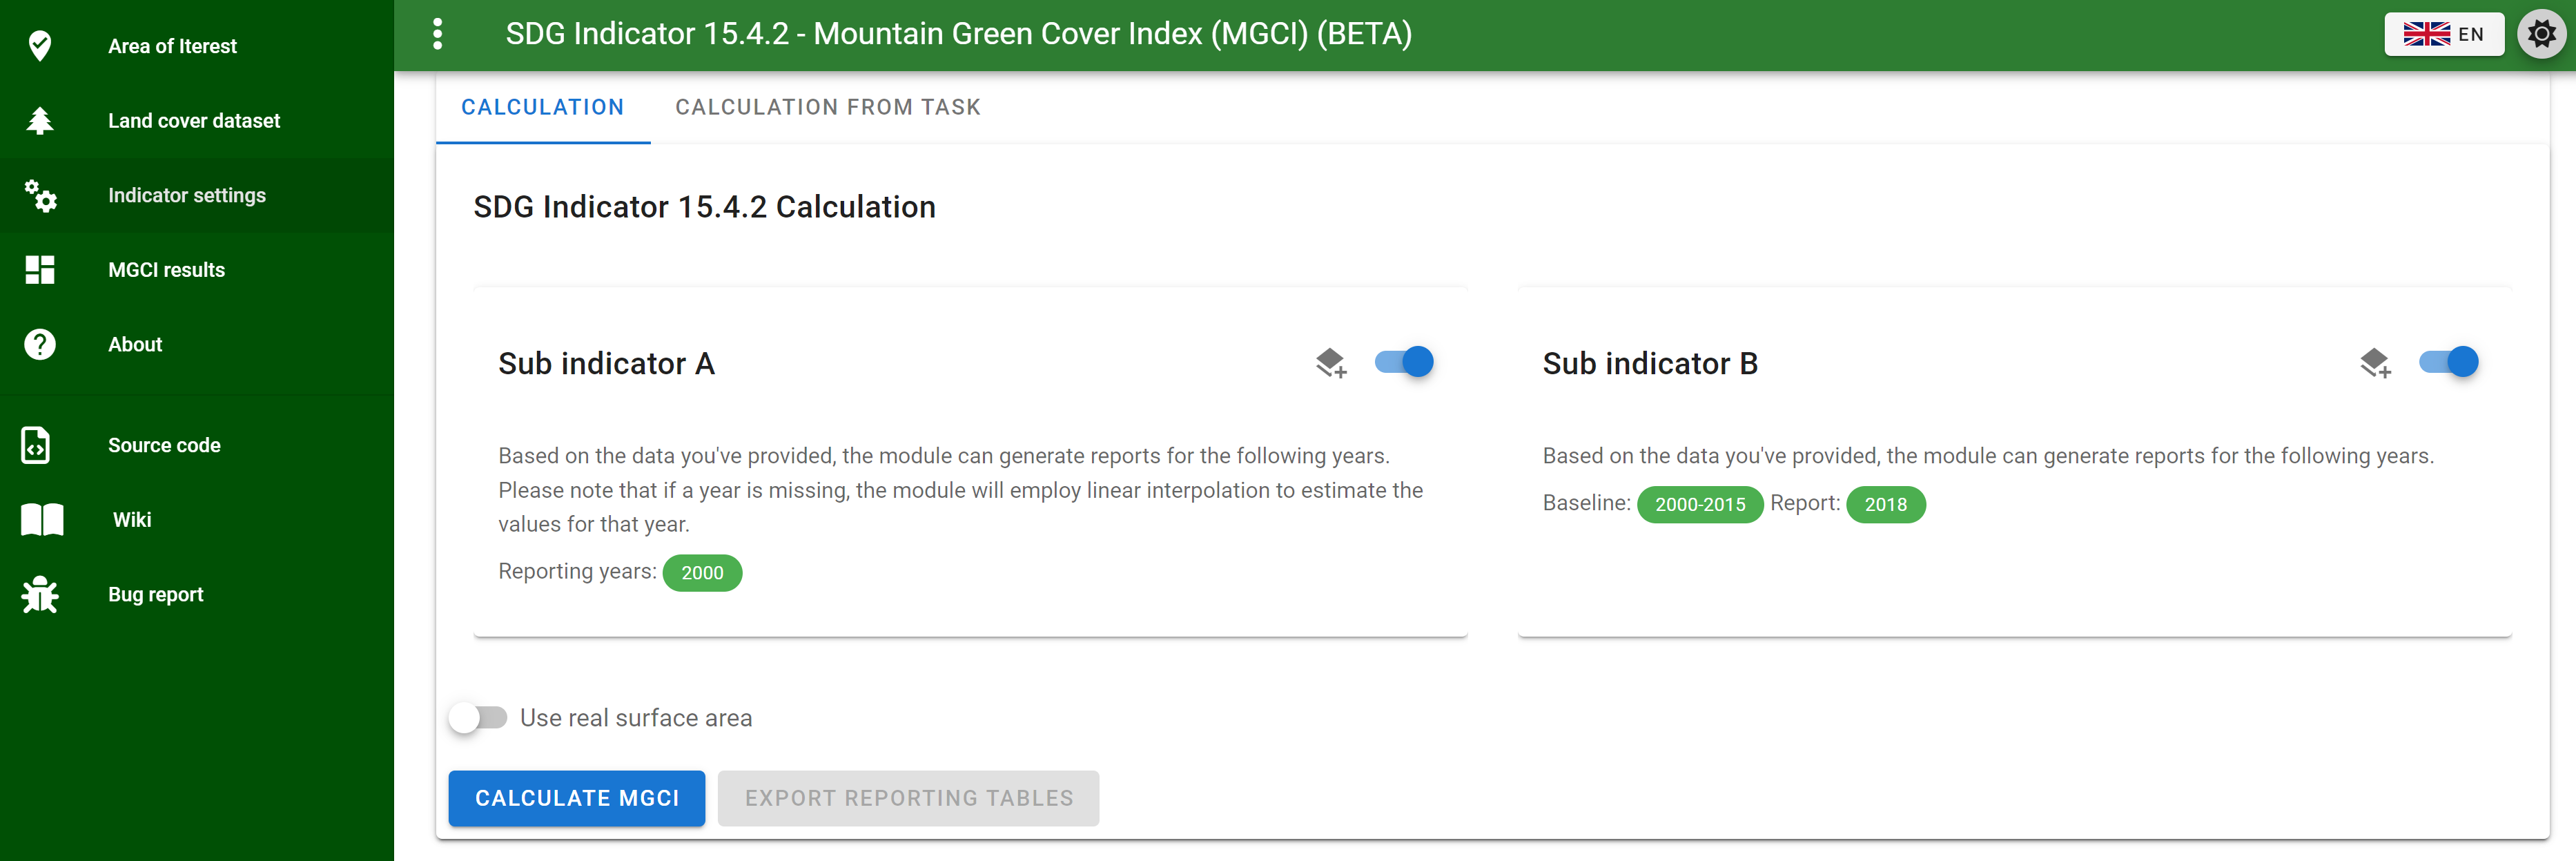 Area of Iterest
Land cover dataset
Indicator settings
MGCI results
About
Source code
Wiki
Bug report
SDG Indicator 15.4.2 - Mountain Green Cover Index (MGCI) (BETA)
EN
CALCULATION
CALCULATION FROM TASK
SDG Indicator 15.4.2 Calculation
Sub indicator A
Based on the data you've provided, the module can generate reports for the following years.
Please note that if a year is missing, the module will employ linear interpolation to estimate the
values for that year.
Reporting years: 2000
Sub indicator B
Based on the data you've provided, the module can generate reports for the following years.
Baseline: 2000-2015 Report: 2018
Use real surface area
CALCULATE MGCI
EXPORT REPORTING TABLES